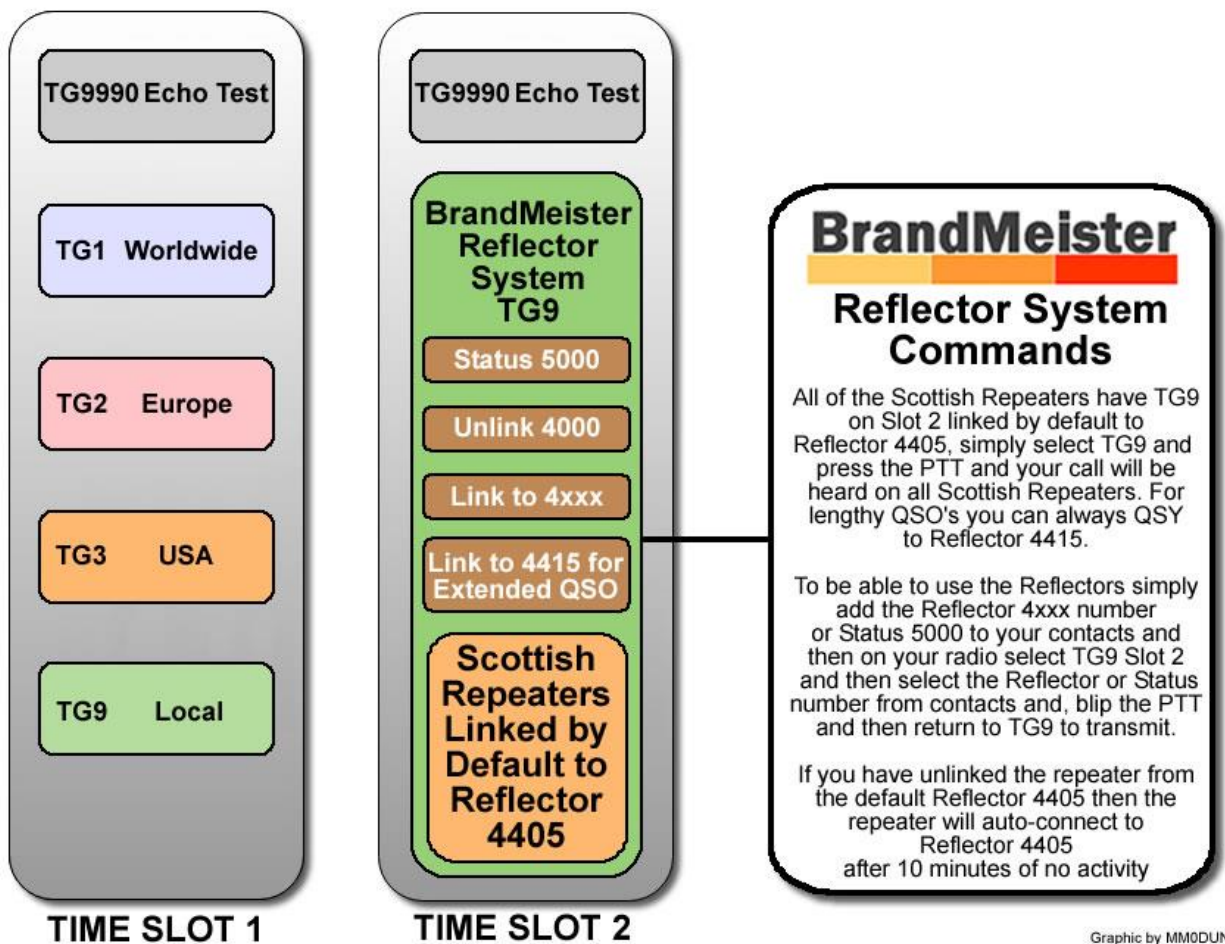 TG9990 Echo Test
TG1 Worldwide
TG2 Europe
TG3 USA
TG9 Local
TIME SLOT 1
TG9990 Echo Test
BrandMeister
Reflector
System
TG9
Status 5000
Unlink 4000
Link to 4xxx
Link to 4415 for
Extended QSO
Scottish
Repeaters
Linked by
Default to
Reflector
4405
TIME SLOT 2
BrandMeister
Reflector System
Commands
All of the Scottish Repeaters have TG9
on Slot 2 linked by default to
Reflector 4405, simply select TG9 and
press the PTT and your call will be
heard on all Scottish Repeaters. For
lengthy QSO's you can always QSY
to Reflector 4415.
To be able to use the Reflectors simply
add the Reflector 4xxx number
or Status 5000 to your contacts and
then on your radio select TG9 Slot 2
and then select the Reflector or Status
number from contacts and, blip the PTT
and then return to TG9 to transmit.
If you have unlinked the repeater from
the default Reflector 4405 then the
repeater will auto-connect to
Reflector 4405
after 10 minutes of no activity
Graphic by MM0DUN